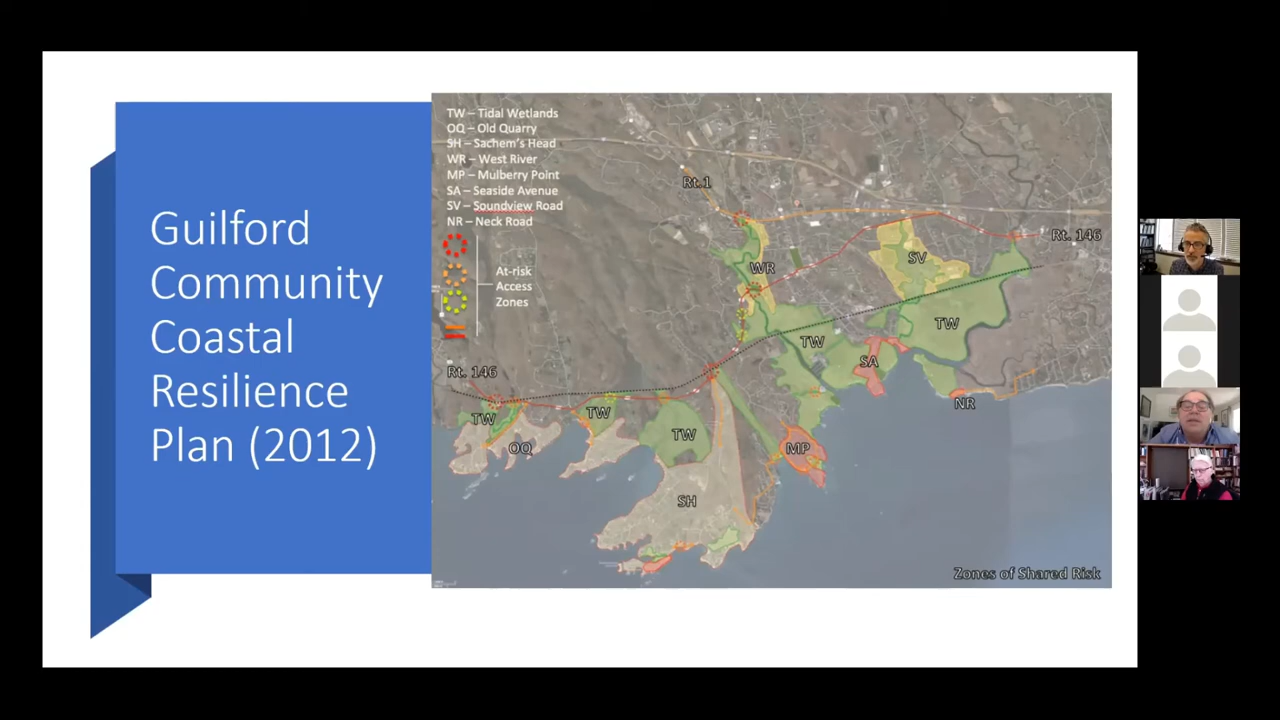 Guilford
Community
Coastal
Resilience
Plan (2012)
TW – Tidal Wetlands
OQ – Old Quarry
SH – Sachem's Head
WR – West River
MP – Mulberry Point
SA – Seaside Avenue
SV – Soundview Road
NR – Neck Road
At-risk
Access
Zones
Rt.1
Rt. 146
WR
SV
TW
TW
SA
Rt. 146
NR
TW
TW
TW
OQ
MP
SH
Zones of Shared Risk